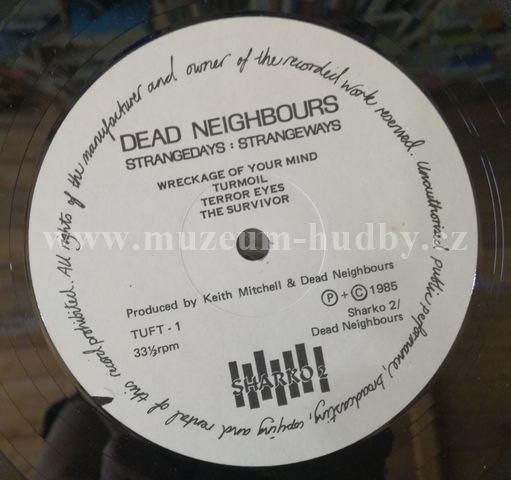 All rights of the manufacturer and owner of the recorded work reserved. Unauthorised public performance, broadcasting, copying and rental of this record prohibited.
DEAD NEIGHBOURS
STRANGEDAYS : STRANGEWAYS
WRECKAGE OF YOUR MIND
TURMOIL
TERROR EYES
THE SURVIVOR
www.muzeum-hudby.cz
Produced by Keith Mitchell & Dead Neighbours
TUFT - 1
33⅓rpm
Ⓟ + Ⓒ 1985
Sharko 2/
Dead Neighbours
SHARKO 2